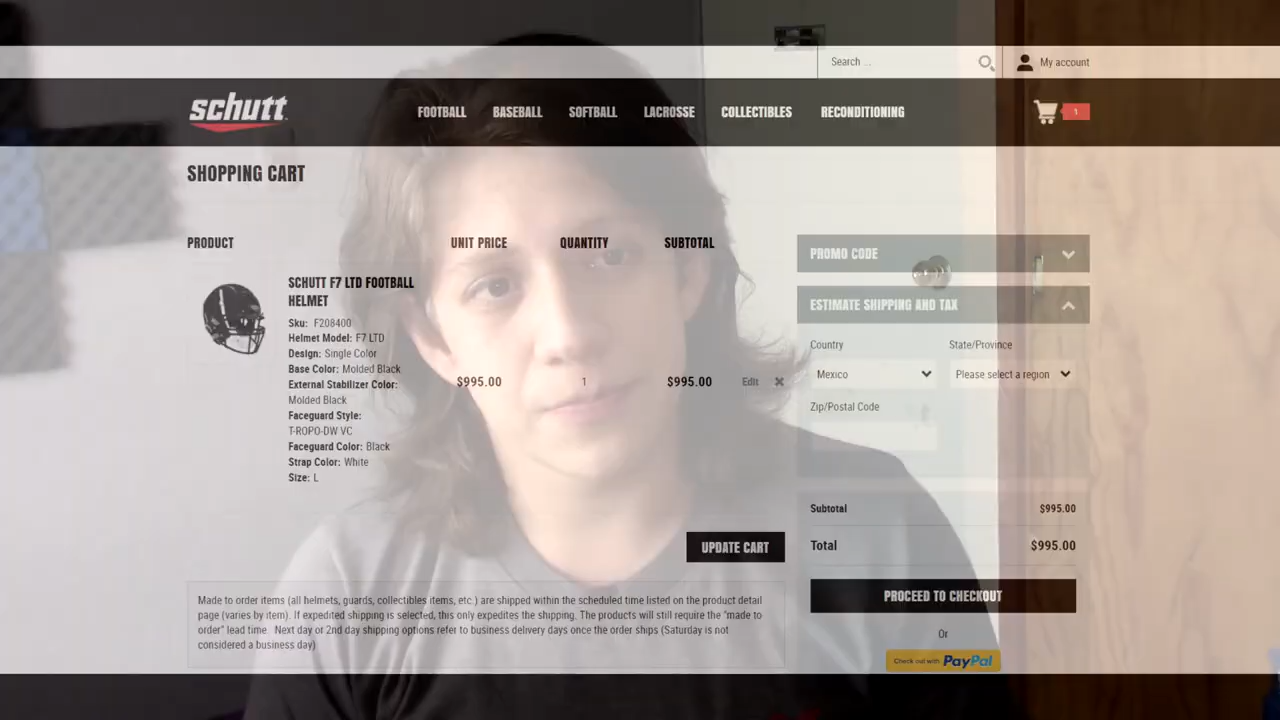 Search ...
My account
schutt
FOOTBALL BASEBALL SOFTBALL LACROSSE COLLECTIBLES RECONDITIONING
1
SHOPPING CART
PRODUCT UNIT PRICE QUANTITY SUBTOTAL
SCHUTT F7 LTD FOOTBALL
HELMET
Sku: F208400
Helmet Model: F7 LTD
Design: Single Color
Base Color: Molded Black
External Stabilizer Color:
Molded Black
Faceguard Style:
T-ROPO-DW VC
Faceguard Color: Black
Strap Color: White
Size: L
$995.00 1 $995.00 Edit
UPDATE CART
Made to order items (all helmets, guards, collectibles items, etc.) are shipped within the scheduled time listed on the product detail
page (varies by item). If expedited shipping is selected, this only expedites the shipping. The products will still require the "made to
order" lead time. Next day or 2nd day shipping options refer to business delivery days once the order ships (Saturday is not
considered a business day)
PROMO CODE
ESTIMATE SHIPPING AND TAX
Country State/Province
Mexico Please select a region
Zip/Postal Code
Subtotal $995.00
Total $995.00
PROCEED TO CHECKOUT
Or
Check out with PayPal